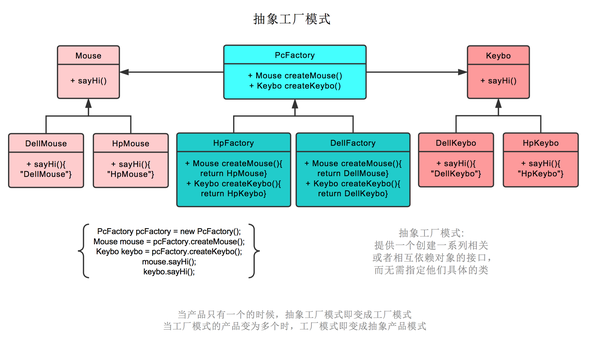 抽象工厂模式
Mouse
+ sayHi()
PcFactory
+ Mouse createMouse()
+ Keybo createKeybo()
Keybo
+ sayHi()
DellMouse
+ sayHi(){
"DellMouse"}
HpMouse
+ sayHi(){
"HpMouse"}
HpFactory
+ Mouse createMouse(){
return HpMouse}
+ Keybo createKeybo(){
return HpKeybo}
DellFactory
+ Mouse createMouse(){
return DellMouse}
+ Keybo createKeybo(){
return DellKeybo}
DellKeybo
+ sayHi(){
"DellKeybo"}
HpKeybo
+ sayHi(){
"HpKeybo"}
PcFactory pcFactory = new PcFactory();
Mouse mouse = pcFactory.createMouse();
Keybo keybo = pcFactory.createKeybo();
mouse.sayHi();
keybo.sayHi();
抽象工厂模式:
提供一个创建一系列相关
或者相互依赖对象的接口,
而无需指定他们具体的类
当产品只有一个的时候，抽象工厂模式即变成工厂模式
当工厂模式的产品变为多个时，工厂模式即变成抽象产品模式